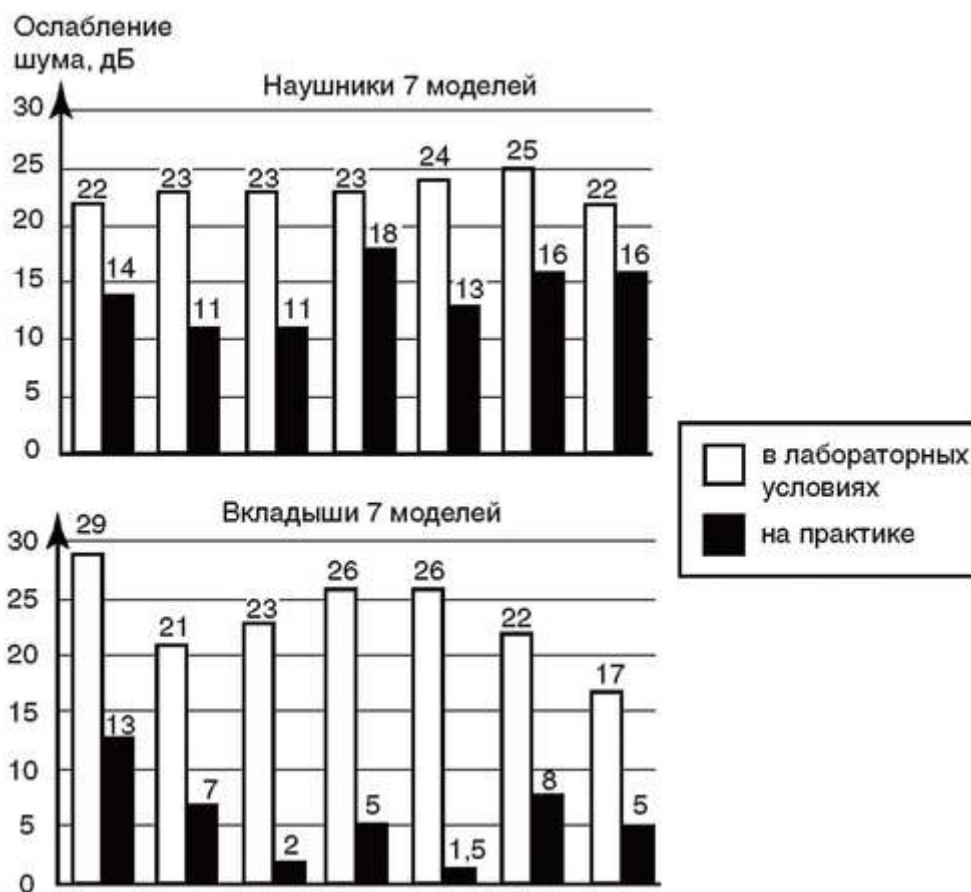 Ослабление
шума, дБ
Наушники 7 моделей
30
25
20
15
10
5
0
22 14 23 11 23 11 23 18 24 13 25 16 22 16
Вкладыши 7 моделей
30
25
20
15
10
5
0
29 13 21 7 23 2 26 5 26 1,5 22 8 17 5
в лабораторных
условиях
на практике